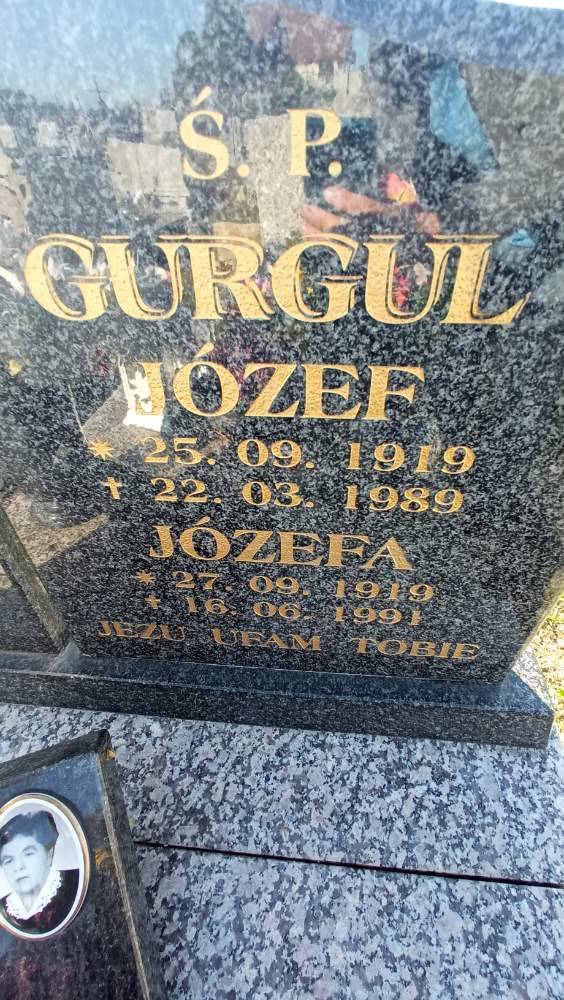 Ś. P.
GURGUL
JÓZEF
* 25. 09. 1919
† 22. 03. 1989
JÓZEFA
* 27. 09. 1919
† 16. 06. 1991
JEZU UFAM TOBIE